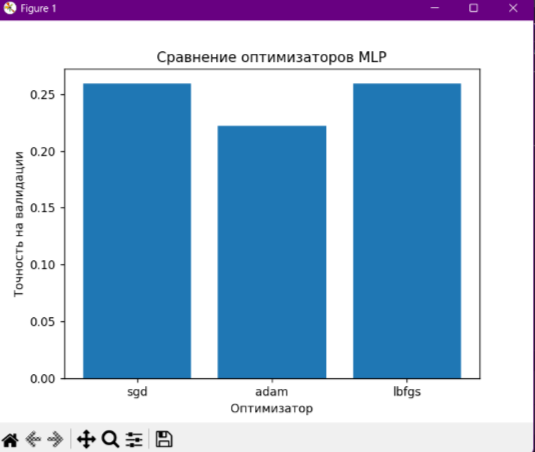 Figure 1
Сравнение оптимизаторов MLP
0.25
0.20
0.15
0.10
0.05
0.00
Точность на валидации
sgd adam lbfgs
Оптимизатор